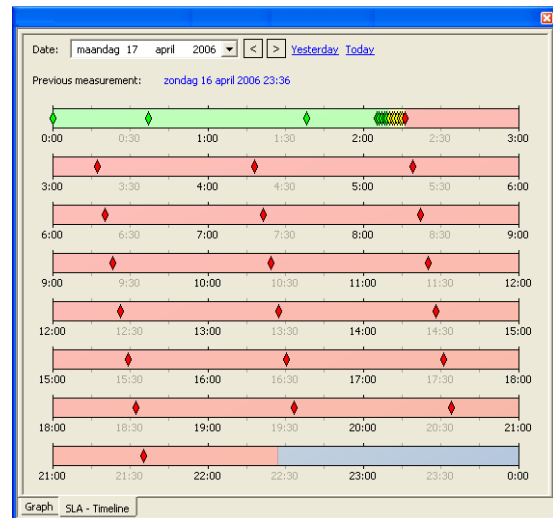 Date: maandag 17 april 2006 < > Yesterday Today
Previous measurement: zondag 16 april 2006 23:36
0:00 0:30 1:00 1:30 2:00 2:30 3:00
3:00 3:30 4:00 4:30 5:00 5:30 6:00
6:00 6:30 7:00 7:30 8:00 8:30 9:00
9:00 9:30 10:00 10:30 11:00 11:30 12:00
12:00 12:30 13:00 13:30 14:00 14:30 15:00
15:00 15:30 16:00 16:30 17:00 17:30 18:00
18:00 18:30 19:00 19:30 20:00 20:30 21:00
21:00 21:30 22:00 22:30 23:00 23:30 0:00
Graph SLA - Timeline